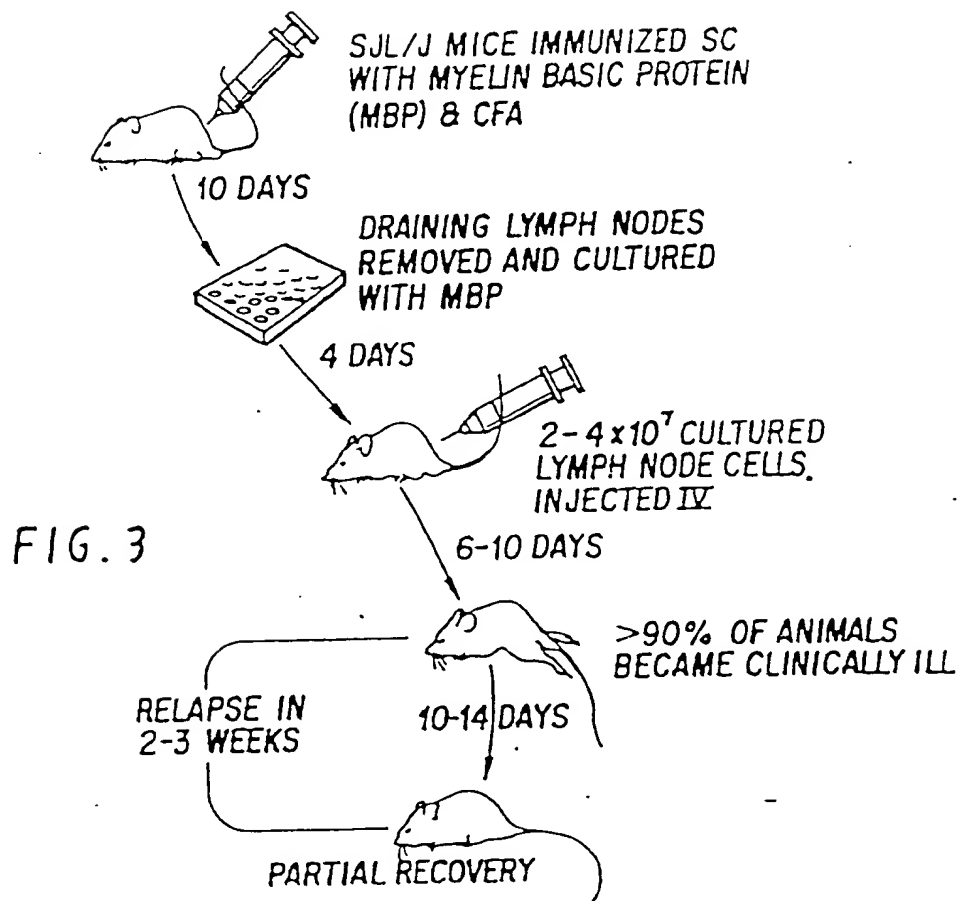 SJL/J MICE IMMUNIZED SC
WITH MYELIN BASIC PROTEIN
(MBP) & CFA
10 DAYS
DRAINING LYMPH NODES
REMOVED AND CULTURED
WITH MBP
4 DAYS
2-4x10⁷ CULTURED
LYMPH NODE CELLS.
INJECTED IV
FIG. 3
6-10 DAYS
>90% OF ANIMALS
BECAME CLINICALLY ILL
RELAPSE IN
2-3 WEEKS
10-14 DAYS
PARTIAL RECOVERY